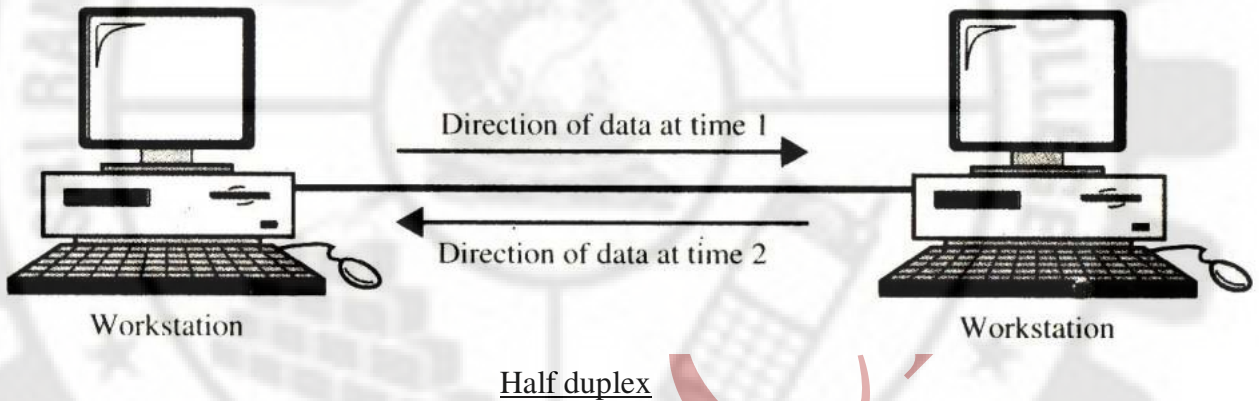 Direction of data at time 1
Direction of data at time 2
Workstation
Workstation
Half duplex